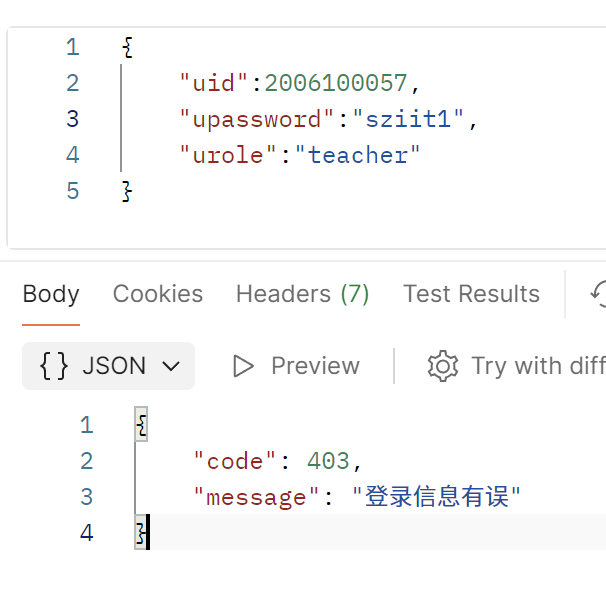 1 {
2 "uid":2006100057,
3 "upassword":"sziit1",
4 "urole":"teacher"
5 }
Body Cookies Headers (7) Test Results
{} JSON Preview Try with diff
1 {
2 "code": 403,
3 "message": "登录信息有误"
4 }